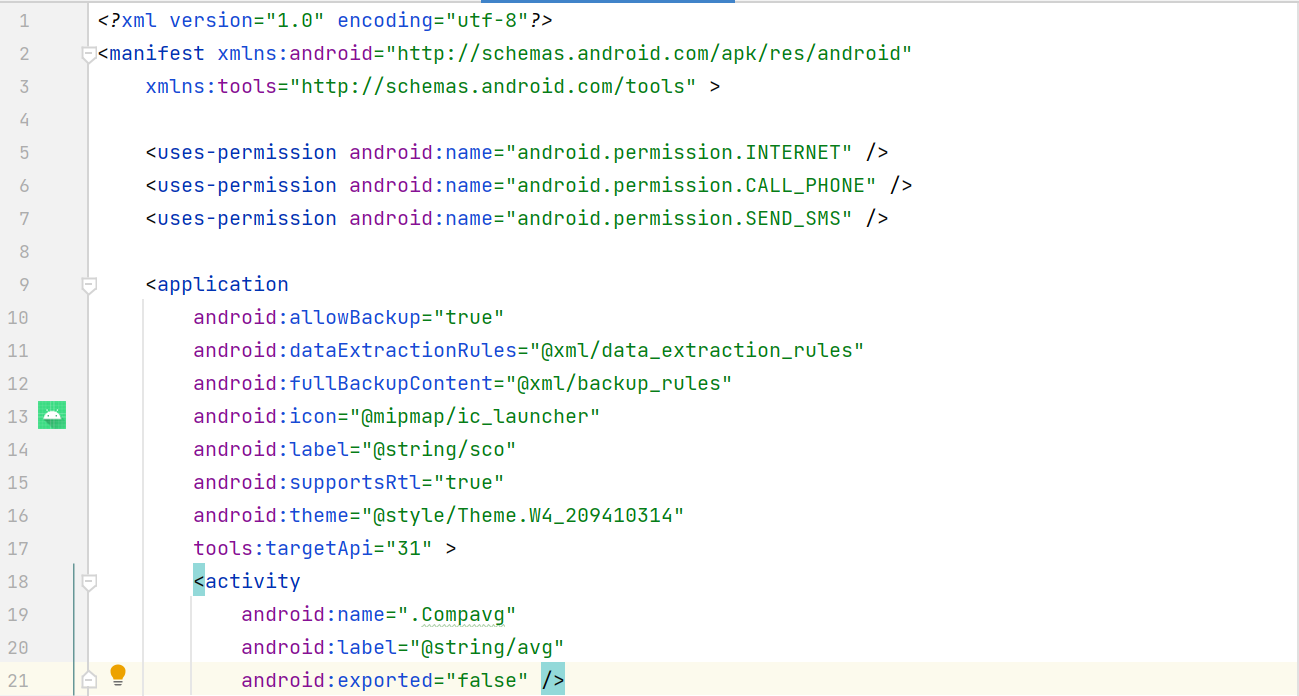 1 <?xml version="1.0" encoding="utf-8"?>
2 <manifest xmlns:android="http://schemas.android.com/apk/res/android"
3     xmlns:tools="http://schemas.android.com/tools" >
4
5     <uses-permission android:name="android.permission.INTERNET" />
6     <uses-permission android:name="android.permission.CALL_PHONE" />
7     <uses-permission android:name="android.permission.SEND_SMS" />
8
9     <application
10         android:allowBackup="true"
11         android:dataExtractionRules="@xml/data_extraction_rules"
12         android:fullBackupContent="@xml/backup_rules"
13         android:icon="@mipmap/ic_launcher"
14         android:label="@string/sco"
15         android:supportsRtl="true"
16         android:theme="@style/Theme.W4_209410314"
17         tools:targetApi="31" >
18         <activity
19             android:name=".Compavg"
20             android:label="@string/avg"
21             android:exported="false" />